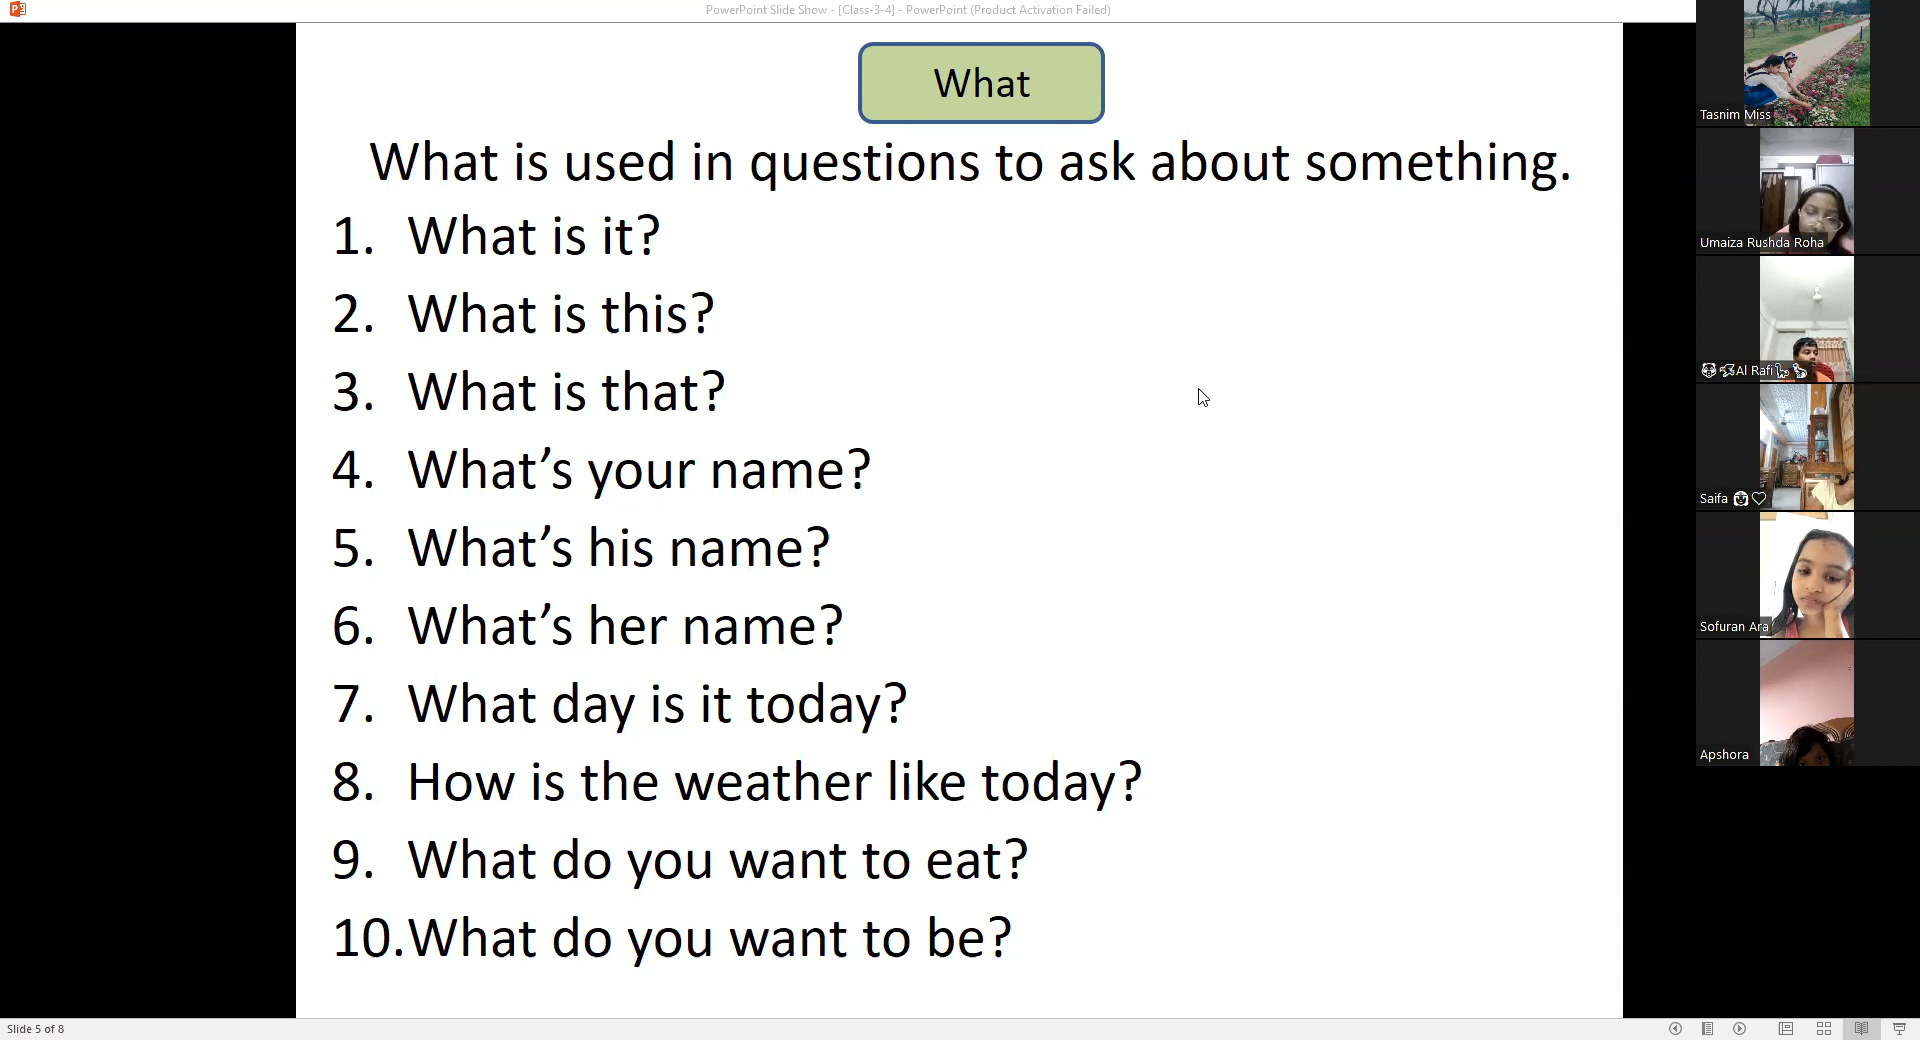 PowerPoint Slide Show - [Class-3-4] - PowerPoint (Product Activation Failed)
What
What is used in questions to ask about something.
1. What is it?
2. What is this?
3. What is that?
4. What’s your name?
5. What’s his name?
6. What’s her name?
7. What day is it today?
8. How is the weather like today?
9. What do you want to eat?
10. What do you want to be?
Tasnim Miss
Umaiza Rushda Roha
Al Rafi
Saifa
Sofuran Ara
Apshora
Slide 5 of 8